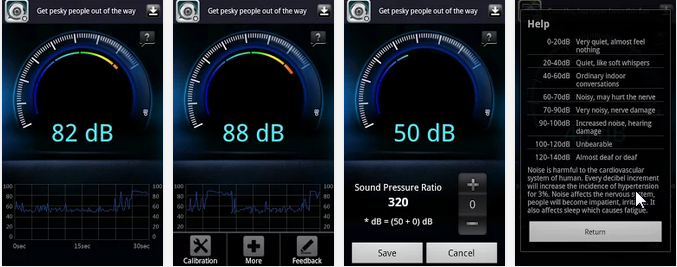 Get pesky people out of the way
?
82 dB
100
80
60
40
20
0
100
80
60
40
20
0
0sec 15sec 30sec
Get pesky people out of the way
?
88 dB
100
80
60
40
20
100
80
60
40
20
Calibration More Feedback
Get pesky people out of the way
?
50 dB
Sound Pressure Ratio
320
* dB = (50 + 0) dB
+
0
−
Save Cancel
Help
0-20dB Very quiet, almost feel
nothing
20-40dB Quiet, like soft whispers
40-60dB Ordinary indoor
conversations
60-70dB Noisy, may hurt the nerve
70-90dB Very noisy, nerve damage
90-100dB Increased noise, hearing
damage
100-120dB Unbearable
120-140dB Almost deaf or deaf
Noise is harmful to the cardiovascular
system of human. Every decibel increment
will increase the incidence of hypertension
for 3%. Noise affects the nervous system,
people will become impatient, It
also affects sleep which causes fatigue.
Return